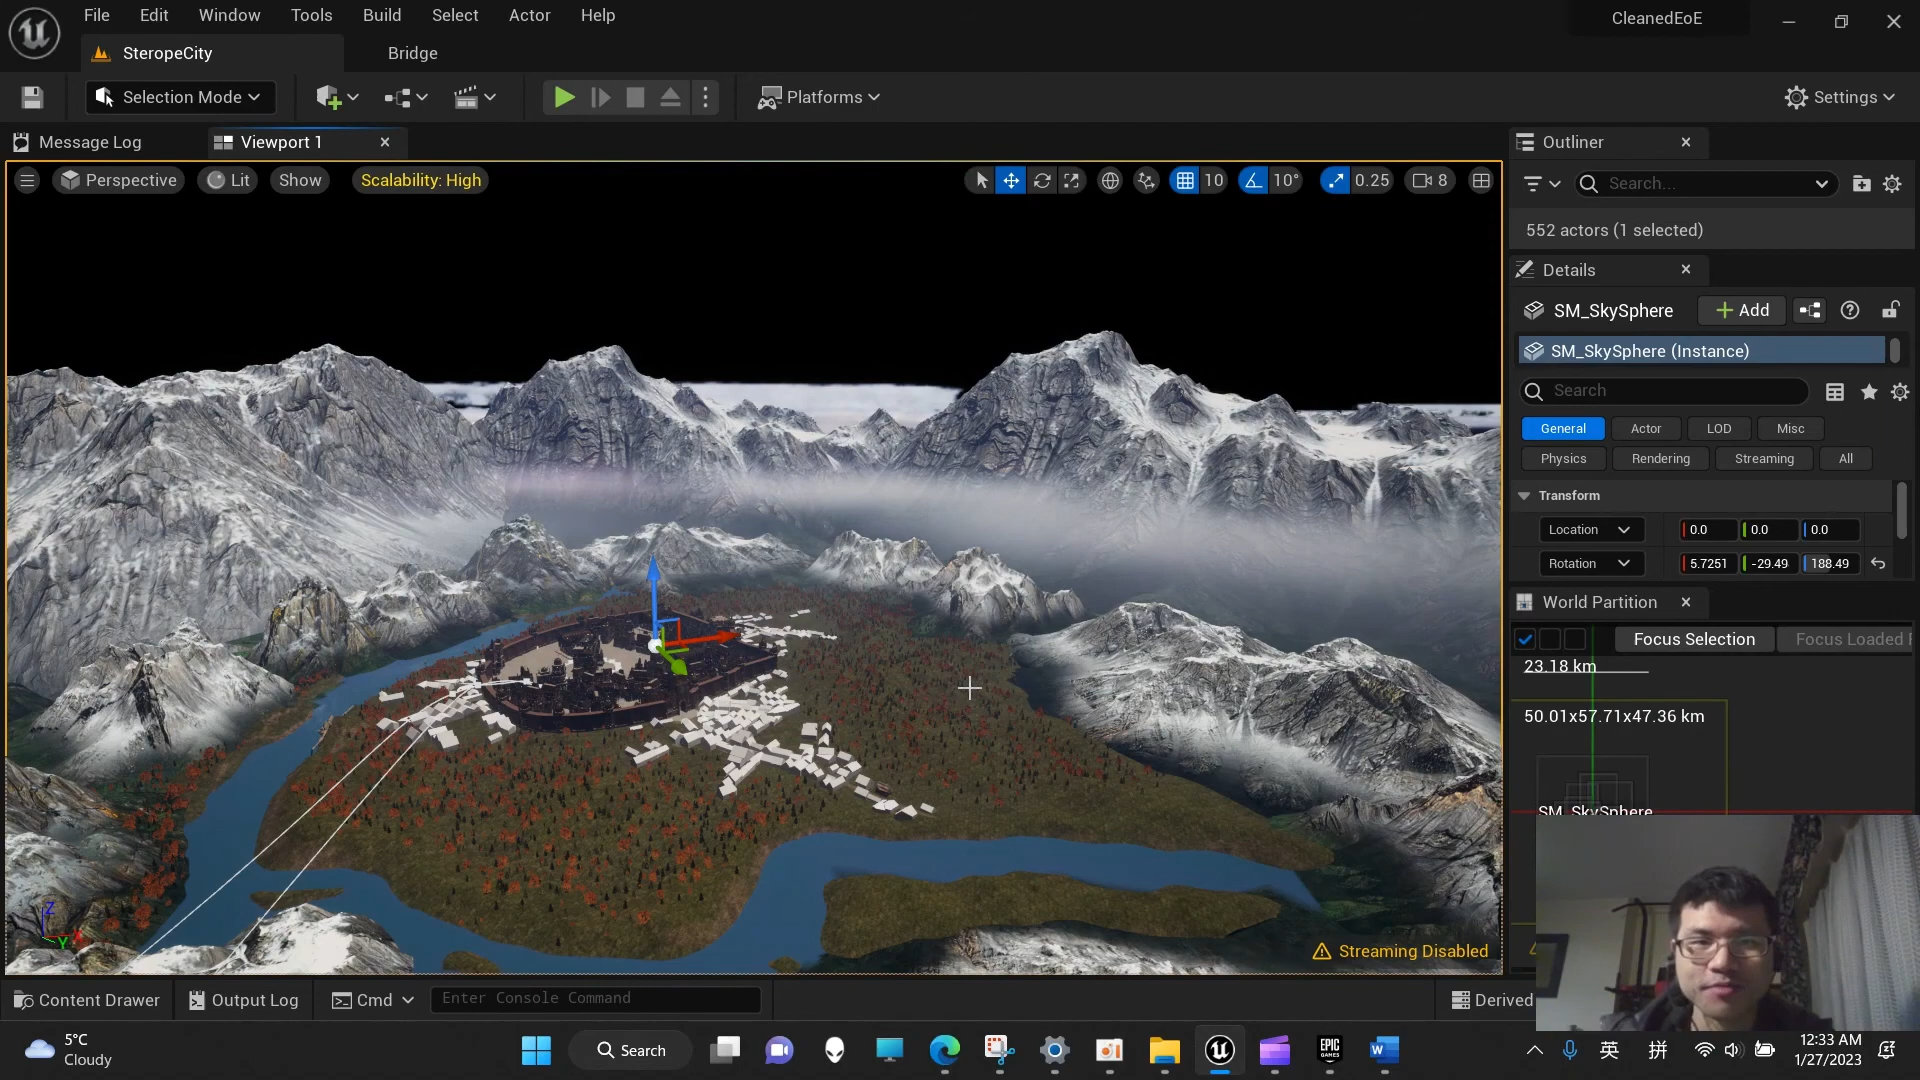 File Edit Window Tools Build Select Actor Help
CleanedEoE
SteropeCity
Bridge
Selection Mode
Platforms
Settings
Message Log
Viewport 1
Perspective
Lit
Show
Scalability: High
10
10°
0.25
8
Streaming Disabled
Z
X
Y
Outliner
Search...
552 actors (1 selected)
Details
SM_SkySphere
Add
SM_SkySphere (Instance)
Search
General
Actor
LOD
Misc
Physics
Rendering
Streaming
All
Transform
Location
0.0
0.0
0.0
Rotation
5.7251
-29.49
188.49
World Partition
Focus Selection
Focus Loaded
23.18 km
50.01x57.71x47.36 km
SM_SkySphere
Content Drawer
Output Log
Cmd
Enter Console Command
Derived
5°C
Cloudy
Search
EPIC
GAMES
W
英
拼
12:33 AM
1/27/2023